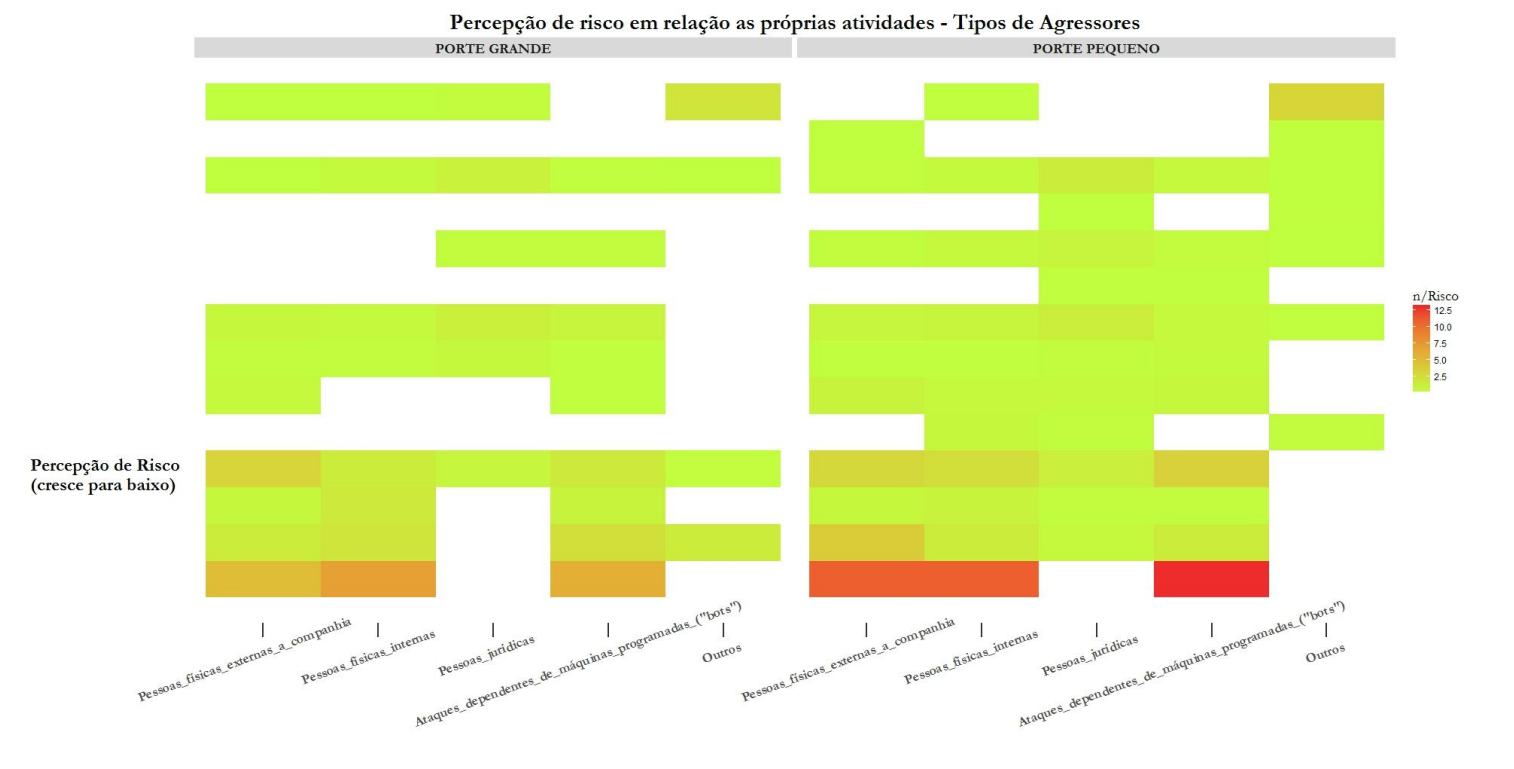 Percepção de risco em relação as próprias atividades - Tipos de Agressores
PORTE GRANDE
PORTE PEQUENO
n/Risco
12.5
10.0
7.5
5.0
2.5
Percepção de Risco
(cresce para baixo)
Pessoas_físicas_externas_a_companhia
Pessoas_físicas_internas
Pessoas_jurídicas
Ataques_dependentes_de_máquinas_programadas_("bots")
Outros
Pessoas_físicas_externas_a_companhia
Pessoas_físicas_internas
Pessoas_jurídicas
Ataques_dependentes_de_máquinas_programadas_("bots")
Outros